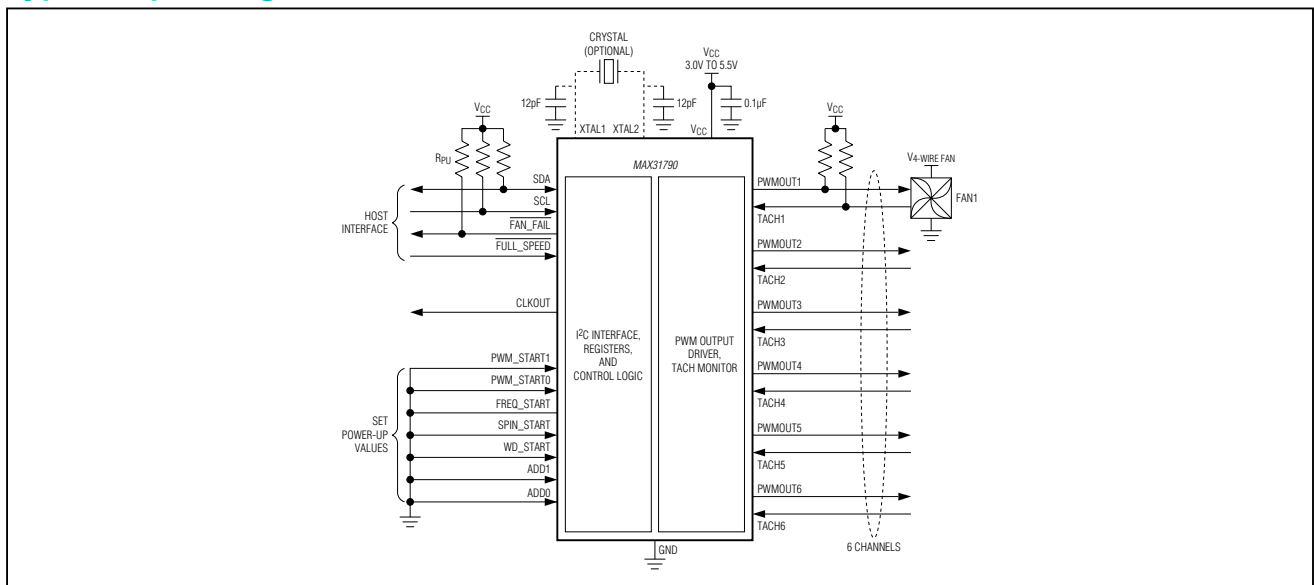 CRYSTAL
(OPTIONAL)
VCC
3.0V TO 5.5V
12pF
12pF
0.1µF
VCC
XTAL1 XTAL2
VCC
VCC
RPU
MAX31790
V4-WIRE FAN
SDA
PWMOUT1
FAN1
SCL
TACH1
HOST
INTERFACE
FAN_FAIL
FULL_SPEED
PWMOUT2
TACH2
CLKOUT
PWMOUT3
TACH3
I2C INTERFACE,
REGISTERS,
AND
CONTROL LOGIC
PWM OUTPUT
DRIVER,
TACH MONITOR
PWM_START1
PWMOUT4
PWM_START0
TACH4
FREQ_START
SET
POWER-UP
VALUES
SPIN_START
PWMOUT5
WD_START
TACH5
ADD1
ADD0
PWMOUT6
TACH6
GND
6 CHANNELS